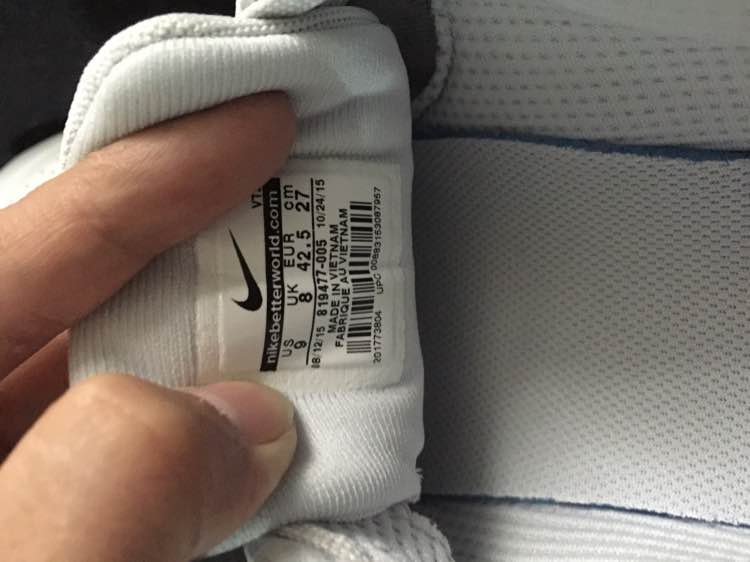 nikebetterworld.com
US UK EUR cm
9 8 42.5 27
08/12/15 819477-005 10/24/15
MADE IN VIETNAM
FABRIQUE AU VIETNAM
201773804 UPC 00883153087967